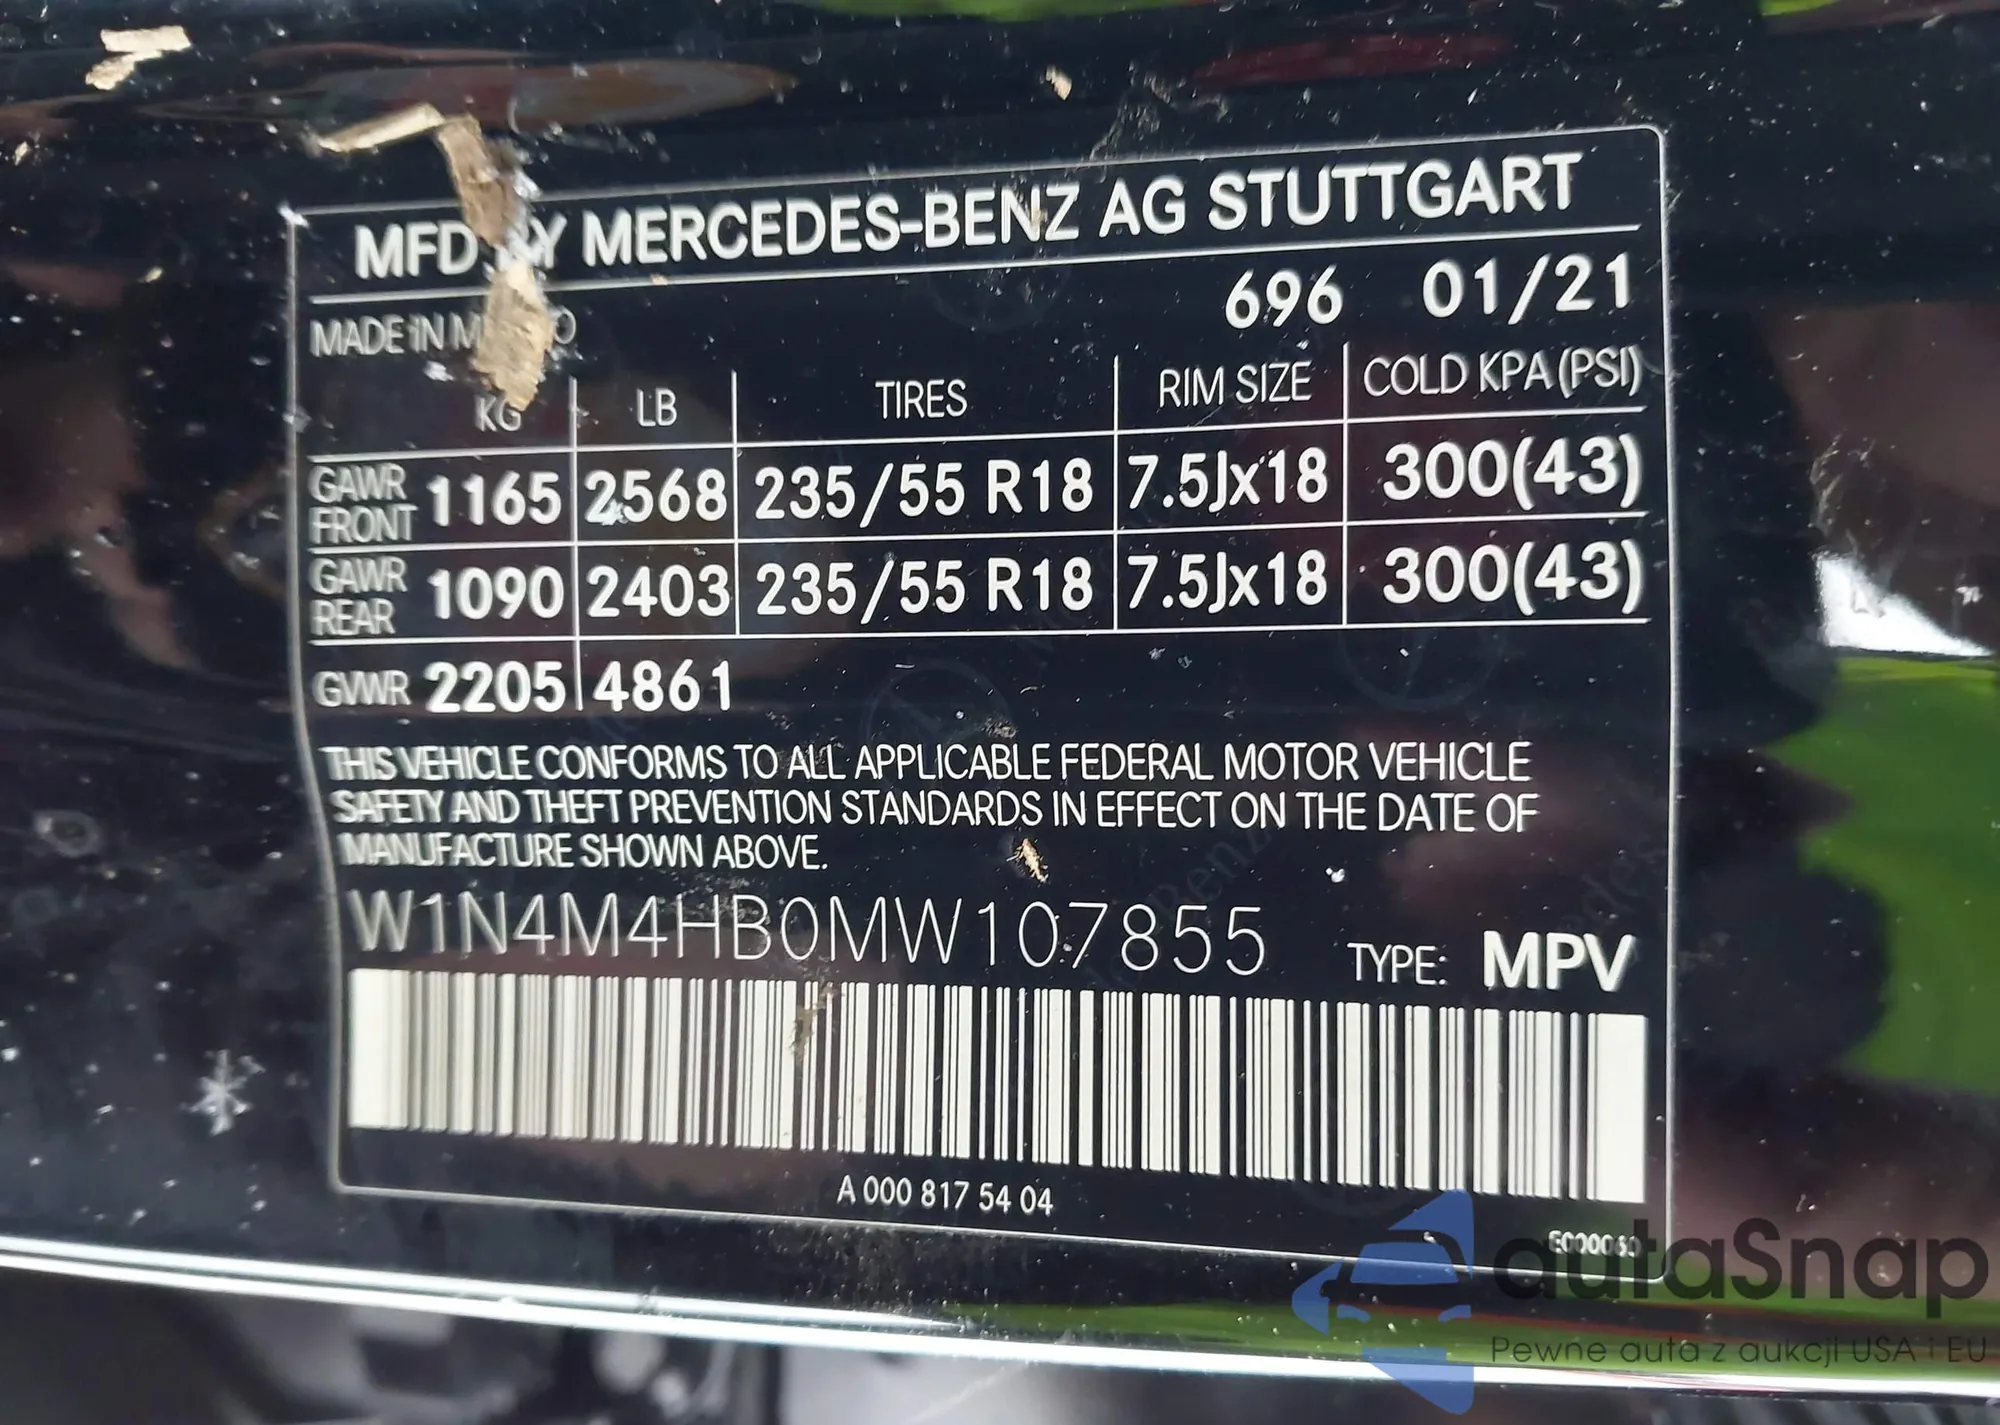 MFD BY MERCEDES-BENZ AG STUTTGART
696 01/21
MADE IN MEXICO
KG LB TIRES RIM SIZE COLD KPA (PSI)
GAWR FRONT 1165 2568 235/55 R18 7.5Jx18 300(43)
GAWR REAR 1090 2403 235/55 R18 7.5Jx18 300(43)
GVWR 2205 4861
THIS VEHICLE CONFORMS TO ALL APPLICABLE FEDERAL MOTOR VEHICLE
SAFETY AND THEFT PREVENTION STANDARDS IN EFFECT ON THE DATE OF
MANUFACTURE SHOWN ABOVE.
W1N4M4HB0MW107855 TYPE: MPV
A 000 817 54 04
autaSnap
Pewne auta z aukcji USA i EU